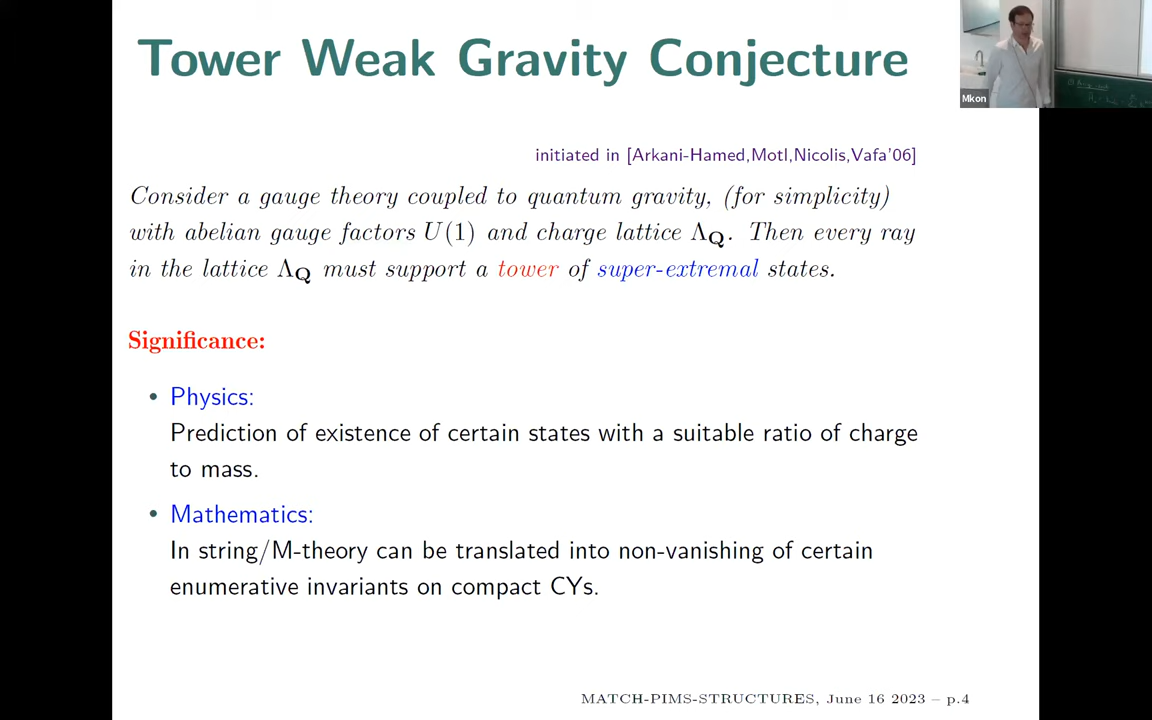 Tower Weak Gravity Conjecture
Mkon
initiated in [Arkani-Hamed,Motl,Nicolis,Vafa'06]
Consider a gauge theory coupled to quantum gravity, (for simplicity)
with abelian gauge factors U(1) and charge lattice Λ_Q. Then every ray
in the lattice Λ_Q must support a tower of super-extremal states.
Significance:
• Physics:
Prediction of existence of certain states with a suitable ratio of charge
to mass.
• Mathematics:
In string/M-theory can be translated into non-vanishing of certain
enumerative invariants on compact CYs.
MATCH-PIMS-STRUCTURES, June 16 2023 – p.4